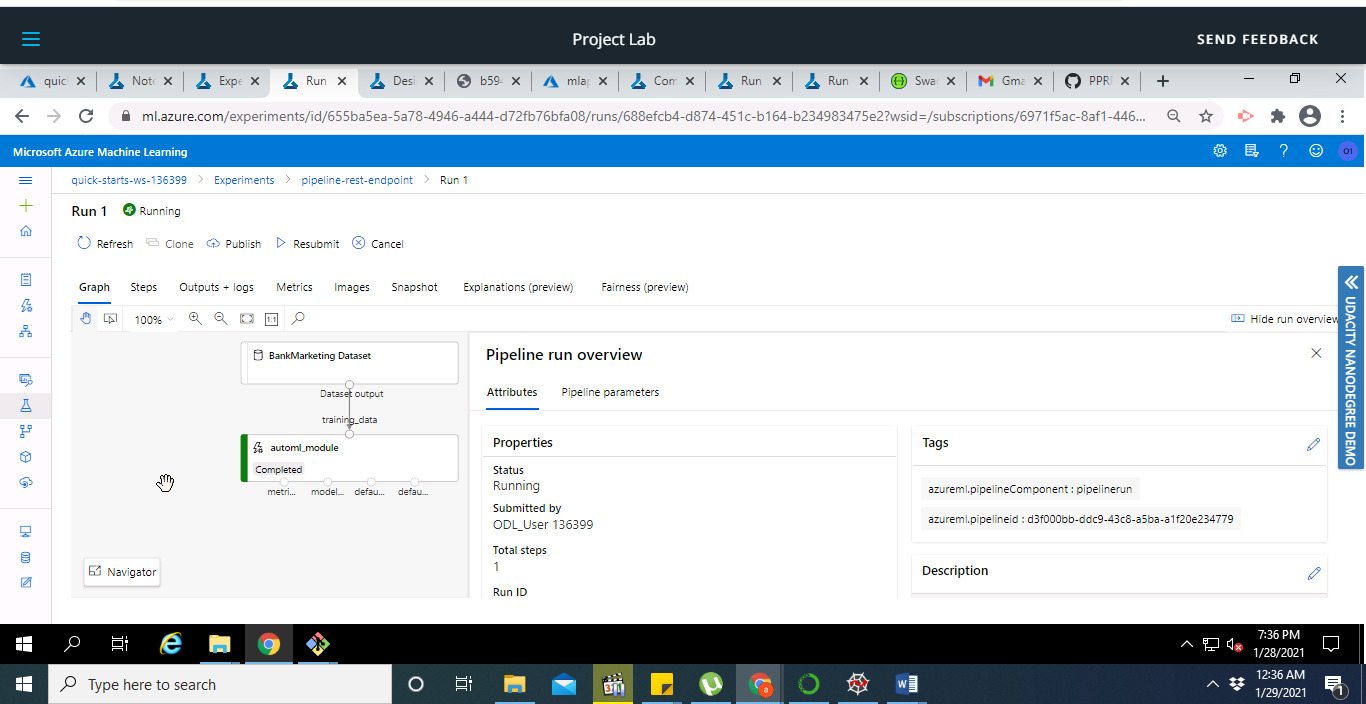 Project Lab
SEND FEEDBACK
quic
Note
Expe
Run
Desi
b594
mlap
Com
Run
Run
Swa
Gma
PPRI
ml.azure.com/experiments/id/655ba5ea-5a78-4946-a444-d72fb76bfa08/runs/688efcb4-d874-451c-b164-b234983475e2?wsid=/subscriptions/6971f5ac-8af1-446...
Microsoft Azure Machine Learning
O1
quick-starts-ws-136399 > Experiments > pipeline-rest-endpoint > Run 1
Run 1 Running
Refresh Clone Publish Resubmit Cancel
Graph Steps Outputs + logs Metrics Images Snapshot Explanations (preview) Fairness (preview)
100% 1:1 Hide run overview
UDACITY NANODEGREE DEMO
BankMarketing Dataset
Dataset output
training_data
automl_module
Completed
metri... model... defau... defau...
Navigator
Pipeline run overview
Attributes Pipeline parameters
Properties
Status
Running
Submitted by
ODL_User 136399
Total steps
1
Run ID
Tags
azureml.pipelineComponent : pipelinerun
azureml.pipelineid : d3f000bb-ddc9-43c8-a5ba-a1f20e234779
Description
7:36 PM
1/28/2021
Type here to search
12:36 AM
1/29/2021
1